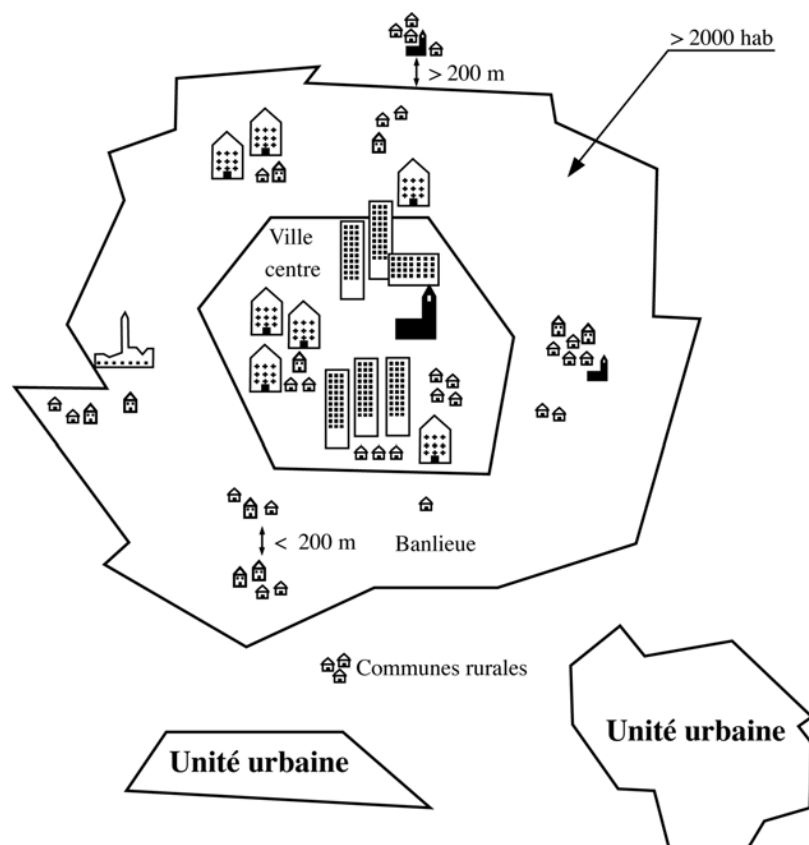 > 2000 hab
> 200 m
Ville
centre
< 200 m
Banlieue
Communes rurales
Unité urbaine
Unité urbaine